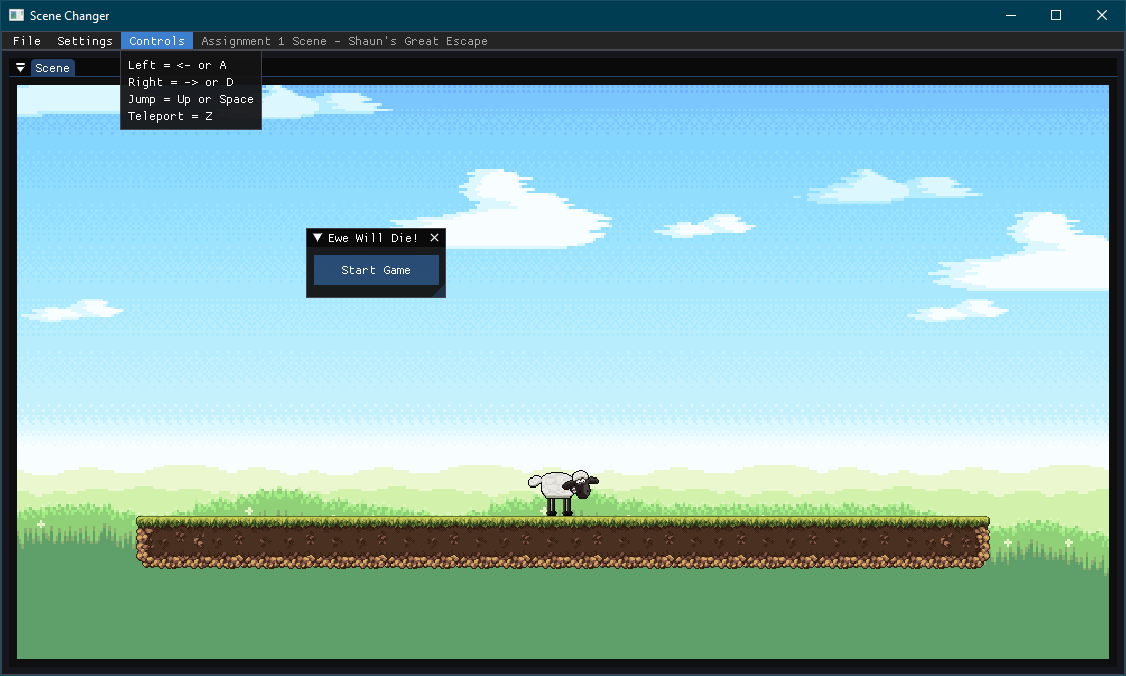 Scene Changer
File Settings Controls Assignment 1 Scene - Shaun's Great Escape
Left = <- or A
Right = -> or D
Jump = Up or Space
Teleport = Z
Scene
Ewe Will Die!
Start Game